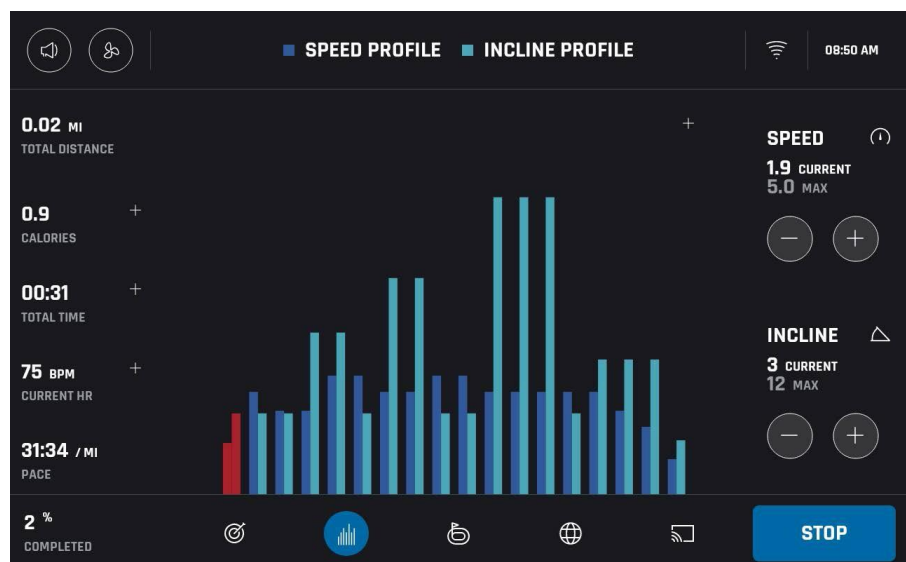 SPEED PROFILE INCLINE PROFILE
08:50 AM
0.02 MI
TOTAL DISTANCE
0.9
CALORIES
00:31
TOTAL TIME
75 BPM
CURRENT HR
31:34 / MI
PACE
2 %
COMPLETED
SPEED
1.9 CURRENT
5.0 MAX
INCLINE
3 CURRENT
12 MAX
STOP